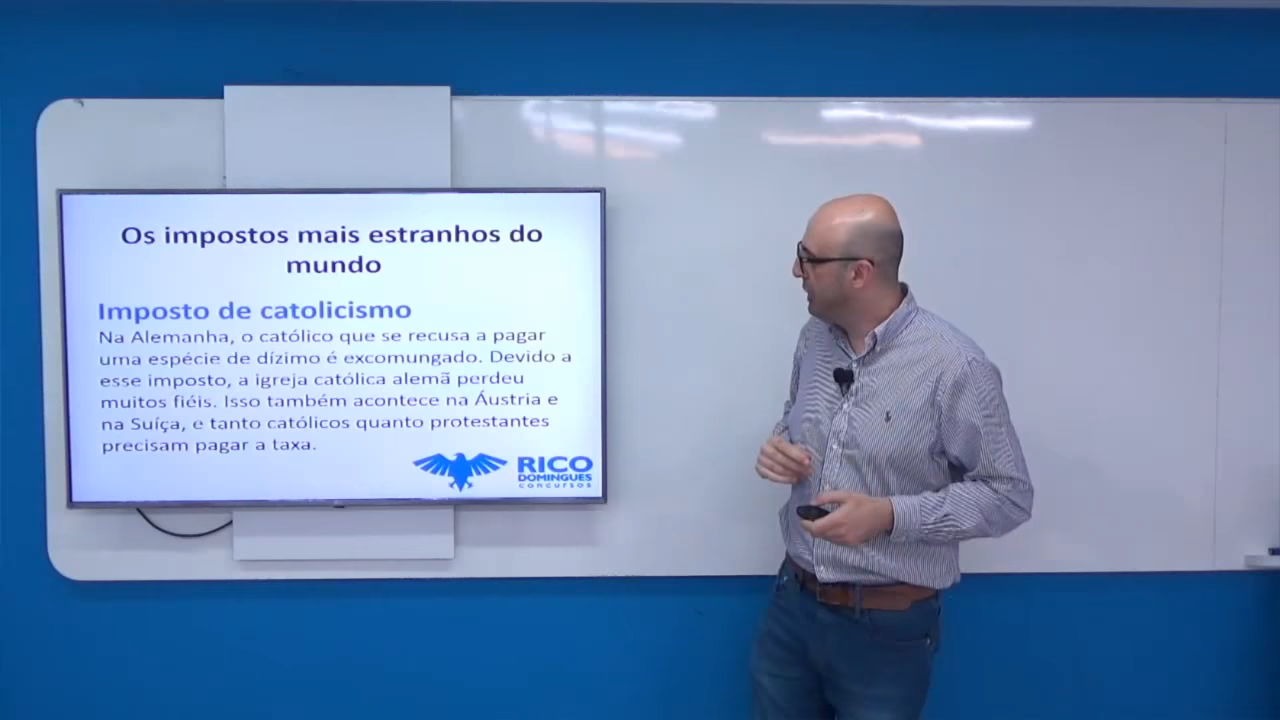 Os impostos mais estranhos do
mundo
Imposto de catolicismo
Na Alemanha, o católico que se recusa a pagar
uma espécie de dízimo é excomungado. Devido a
esse imposto, a igreja católica alemã perdeu
muitos fiéis. Isso também acontece na Áustria e
na Suíça, e tanto católicos quanto protestantes
precisam pagar a taxa.
RICO
DOMINGUES
concursos